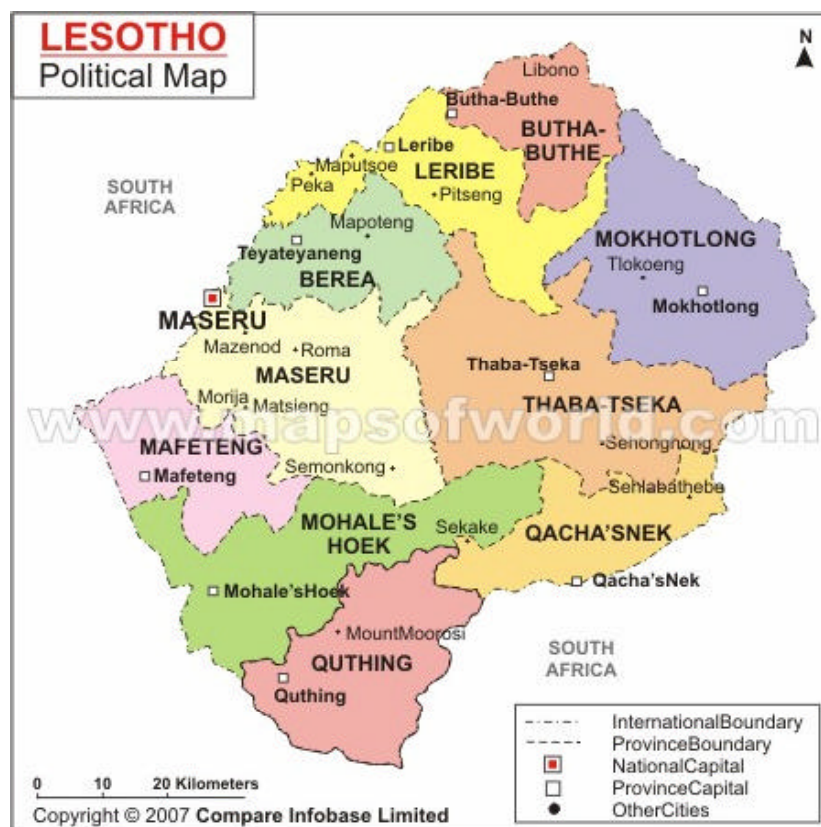 LESOTHO
Political Map
N
Libono
Butha-Buthe
BUTHA-
BUTHE
Leribe
Maputsoe
LERIBE
Peka
Pitseng
SOUTH
AFRICA
Mapoteng
Teyateyaneng
BEREA
MOKHOTLONG
Tlokoeng
Mokhotlong
MASERU
Mazenod
Roma
MASERU
Thaba-Tseka
THABA-TSEKA
Morija
Matsieng
www.mapsofworld.com
MAFETENG
Mafeteng
Semonkong
Sehonghong
Sehlabathebe
MOHALE'S
HOEK
Sekake
QACHA'SNEK
Qacha'sNek
Mohale'sHoek
MountMoorosi
QUTHING
Quthing
SOUTH
AFRICA
InternationalBoundary
ProvinceBoundary
NationalCapital
ProvinceCapital
OtherCities
0 10 20 Kilometers
Copyright © 2007 Compare Infobase Limited